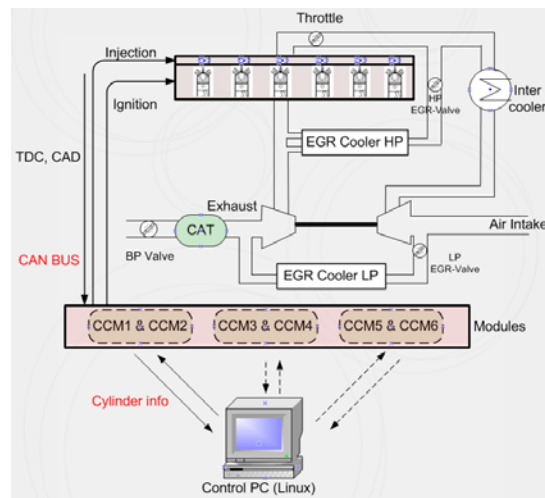 Throttle
Injection
Ignition
HP
EGR-Valve
Inter
cooler
EGR Cooler HP
TDC, CAD
Exhaust
CAT
Air Intake
BP Valve
LP
EGR-Valve
CAN BUS
EGR Cooler LP
CCM1 & CCM2
CCM3 & CCM4
CCM5 & CCM6
Modules
Cylinder info
Control PC (Linux)